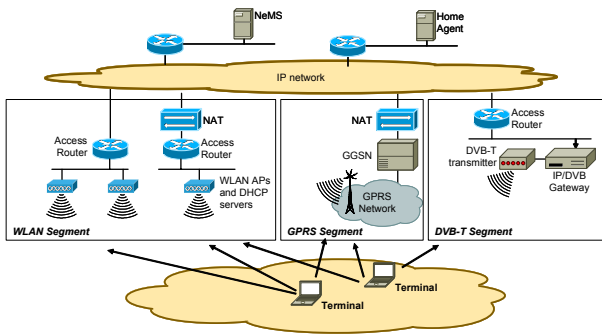 NeMS
Home
Agent
IP network
NAT
Access
Router
Access
Router
WLAN APs
and DHCP
servers
WLAN Segment
NAT
GGSN
GPRS
Network
GPRS Segment
Access
Router
DVB-T
transmitter
IP/DVB
Gateway
DVB-T Segment
Terminal
Terminal